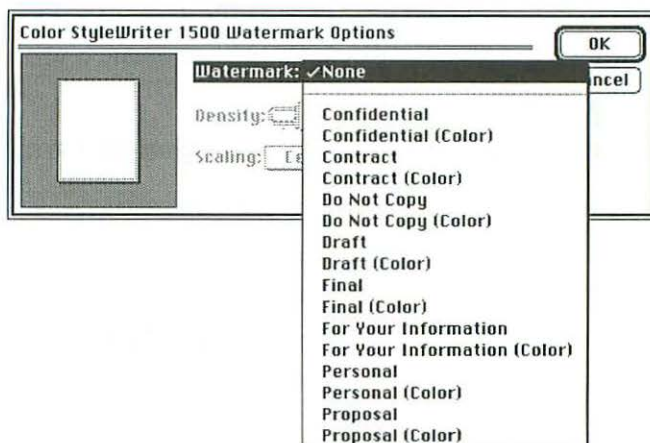 Color StyleWriter 1500 Watermark Options
OK
Watermark: ✓None
Density:
Scaling:
Confidential
Confidential (Color)
Contract
Contract (Color)
Do Not Copy
Do Not Copy (Color)
Draft
Draft (Color)
Final
Final (Color)
For Your Information
For Your Information (Color)
Personal
Personal (Color)
Proposal
Proposal (Color)